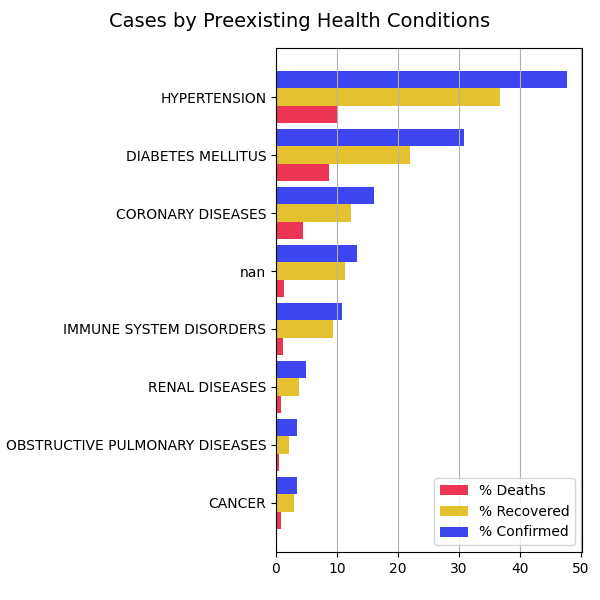 Cases by Preexisting Health Conditions
HYPERTENSION
DIABETES MELLITUS
CORONARY DISEASES
nan
IMMUNE SYSTEM DISORDERS
RENAL DISEASES
OBSTRUCTIVE PULMONARY DISEASES
CANCER
% Deaths
% Recovered
% Confirmed
0 10 20 30 40 50